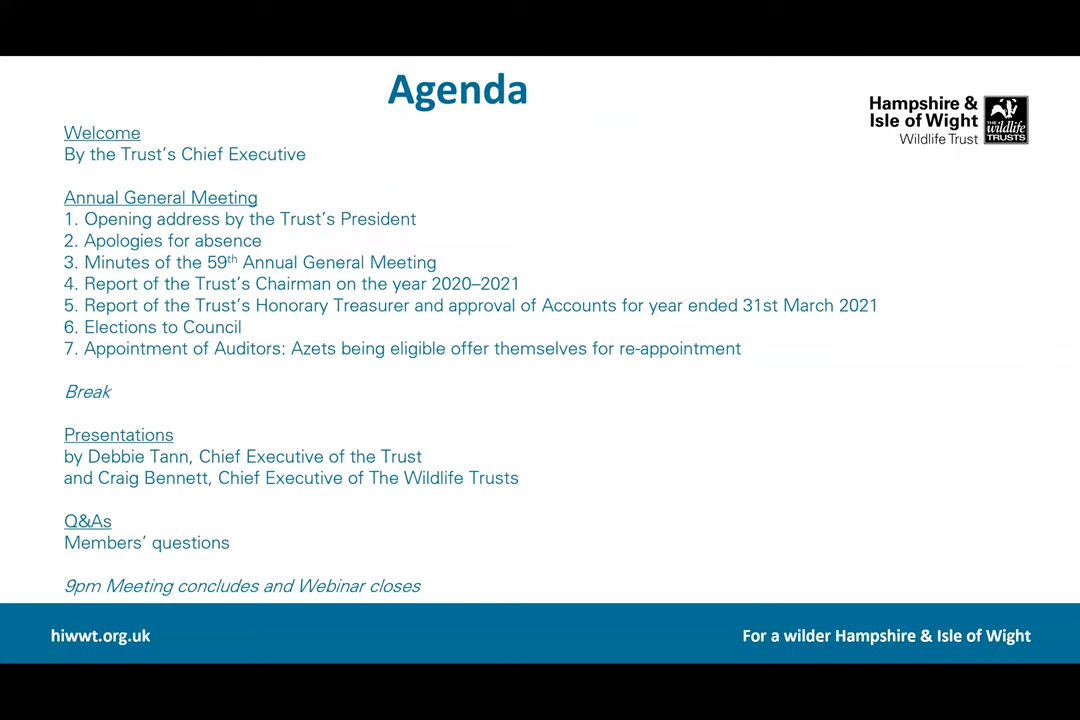 Agenda
Hampshire &
Isle of Wight
Wildlife Trust
THE
wildlife
TRUSTS
Welcome
By the Trust’s Chief Executive
Annual General Meeting
1. Opening address by the Trust’s President
2. Apologies for absence
3. Minutes of the 59th Annual General Meeting
4. Report of the Trust’s Chairman on the year 2020–2021
5. Report of the Trust’s Honorary Treasurer and approval of Accounts for year ended 31st March 2021
6. Elections to Council
7. Appointment of Auditors: Azets being eligible offer themselves for re-appointment
Break
Presentations
by Debbie Tann, Chief Executive of the Trust
and Craig Bennett, Chief Executive of The Wildlife Trusts
Q&As
Members’ questions
9pm Meeting concludes and Webinar closes
hiwwt.org.uk
For a wilder Hampshire & Isle of Wight